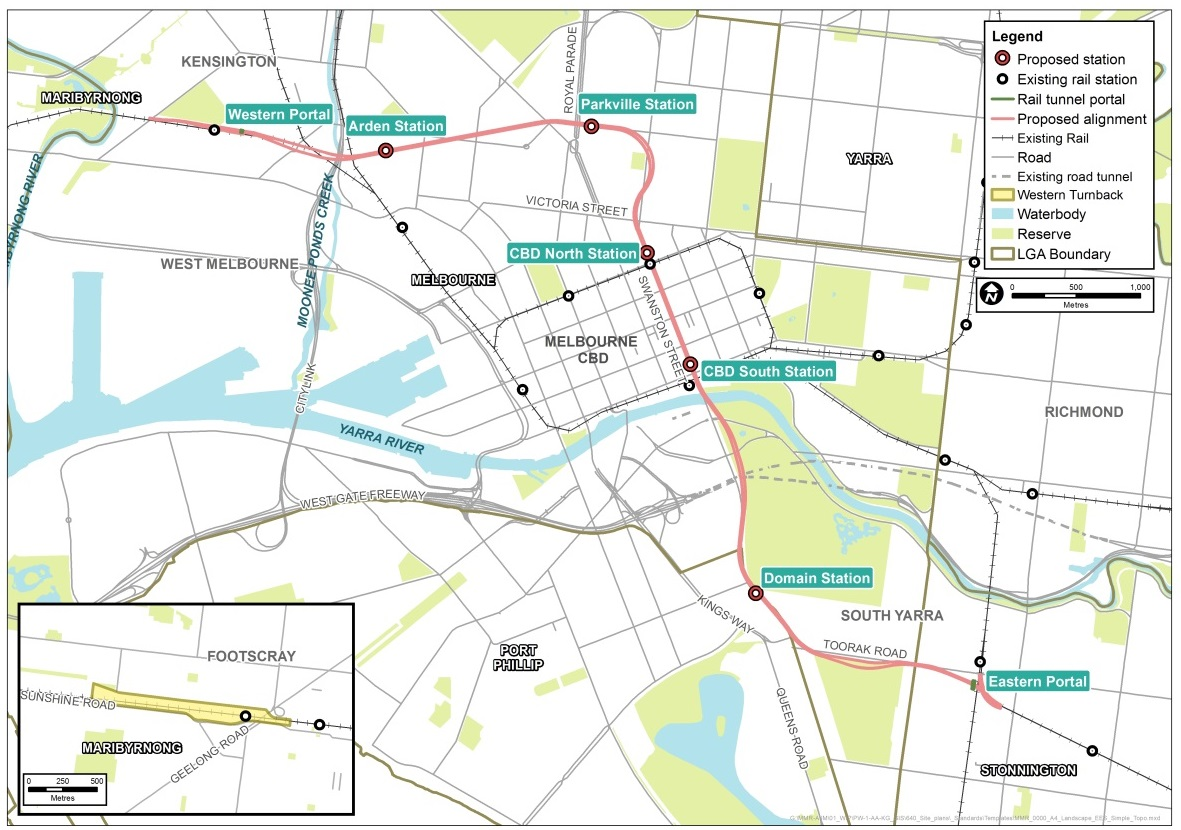 KENSINGTON
MARIBYRNONG
Western Portal
Arden Station
ROYAL PARADE
Parkville Station
Legend
Proposed station
Existing rail station
Rail tunnel portal
Proposed alignment
Existing Rail
Road
Existing road tunnel
Western Turnback
Waterbody
Reserve
LGA Boundary
N
0 500 1,000
Metres
YARRA
RIVER
MOONEE PONDS CREEK
VICTORIA STREET
CBD North Station
WEST MELBOURNE
MELBOURNE
SWANSTON STREET
MELBOURNE
CBD
CBD South Station
CITYLINK
RICHMOND
YARRA RIVER
WEST GATE FREEWAY
Domain Station
KINGS WAY
SOUTH YARRA
TOORAK ROAD
PORT
PHILLIP
Eastern Portal
QUEENS ROAD
STONNINGTON
FOOTSCRAY
SUNSHINE ROAD
MARIBYRNONG
GEELONG ROAD
0 250 500
Metres